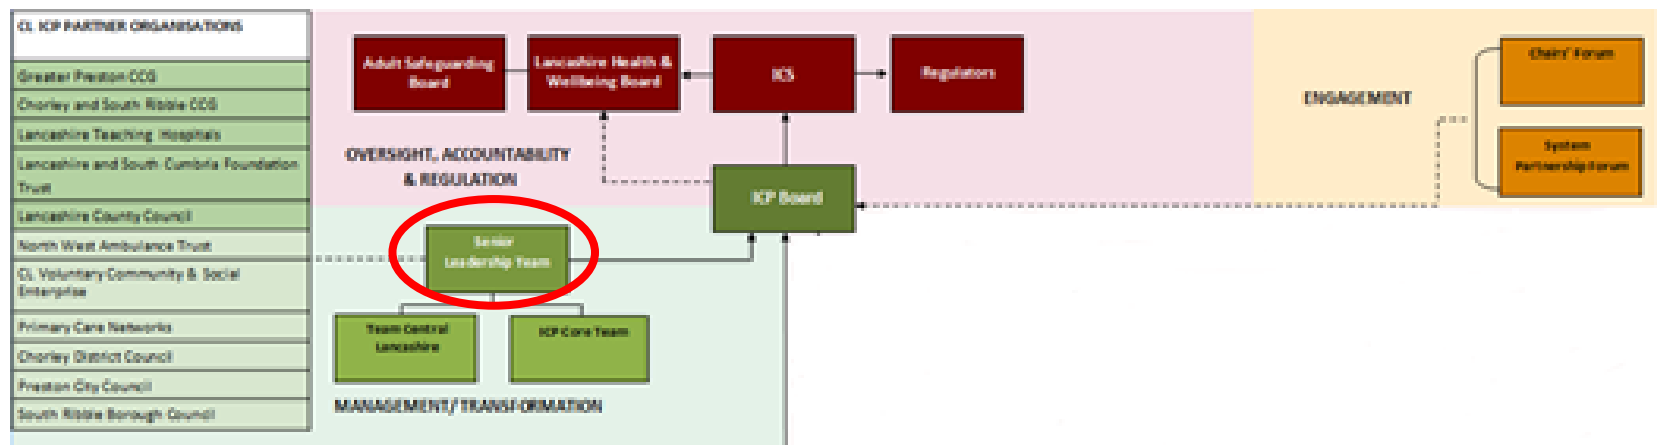 CL ICP PARTNER ORGANISATIONS
Greater Preston CCG
Chorley and South Ribble CCG
Lancashire Teaching Hospitals
Lancashire and South Cumbria Foundation
Trust
Lancashire County Council
North West Ambulance Trust
CL Voluntary Community & Social
Enterprise
Primary Care Networks
Chorley District Council
Preston City Council
South Ribble Borough Council
Adult Safeguarding
Board
Lancashire Health &
Wellbeing Board
ICS
Regulators
OVERSIGHT, ACCOUNTABILITY
& REGULATION
ICP Board
Senior
Leadership Team
Team Central
Lancashire
ICP Core Team
MANAGEMENT/ TRANSFORMATION
ENGAGEMENT
Chairs' Forum
System
Partnership Forum